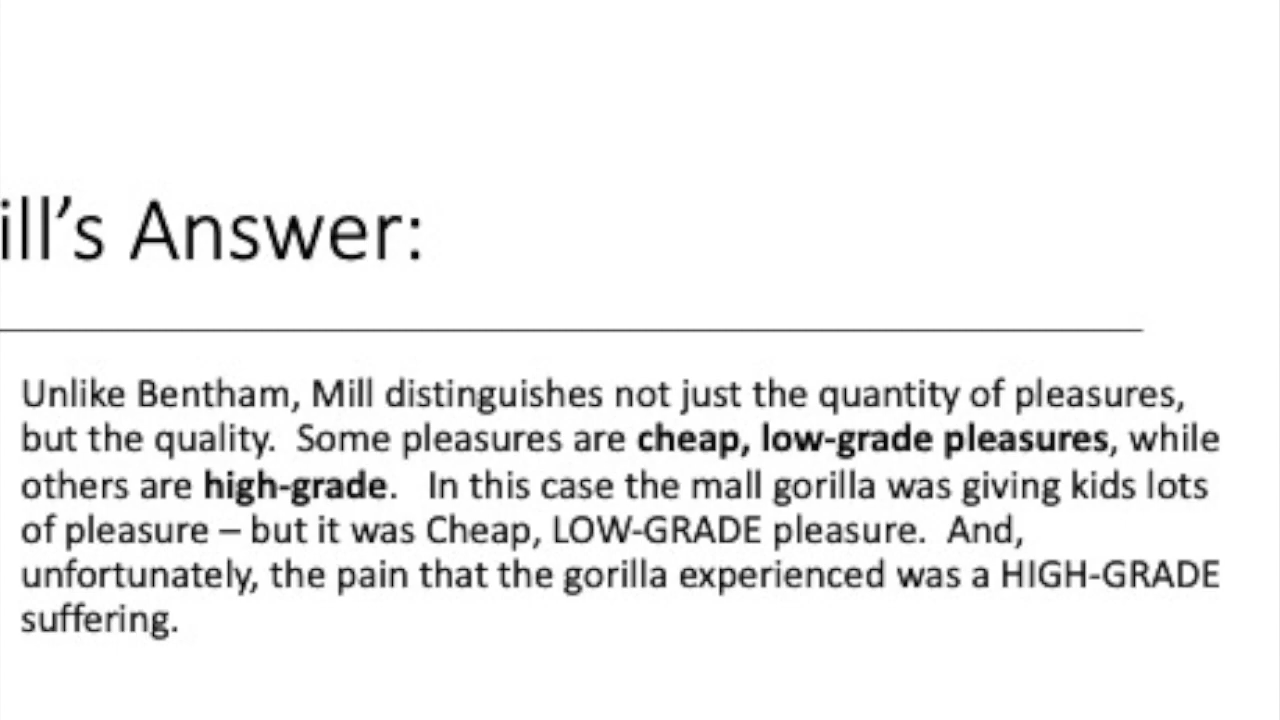 ill’s Answer:
Unlike Bentham, Mill distinguishes not just the quantity of pleasures,
but the quality.  Some pleasures are cheap, low-grade pleasures, while
others are high-grade.   In this case the mall gorilla was giving kids lots
of pleasure – but it was Cheap, LOW-GRADE pleasure.  And,
unfortunately, the pain that the gorilla experienced was a HIGH-GRADE
suffering.